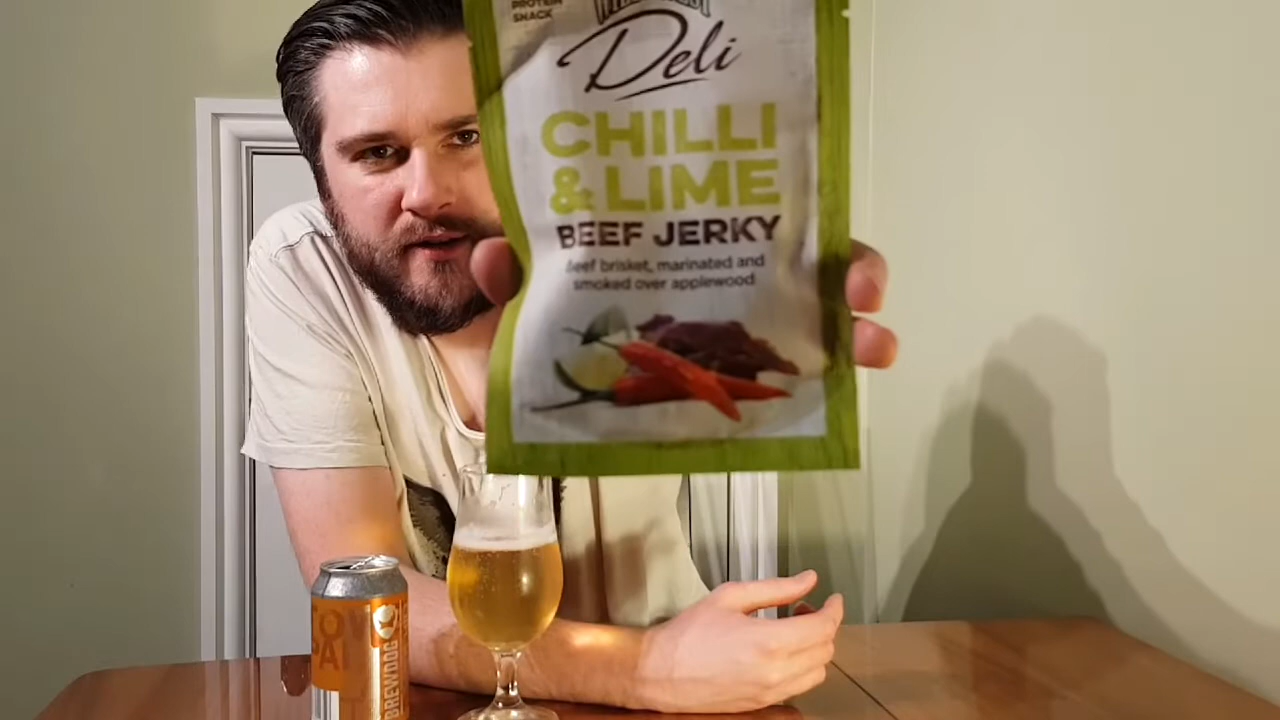 PROTEIN
SNACK
Deli
CHILLI
& LIME
BEEF JERKY
Beef brisket, marinated and
smoked over applewood
BREWDOG